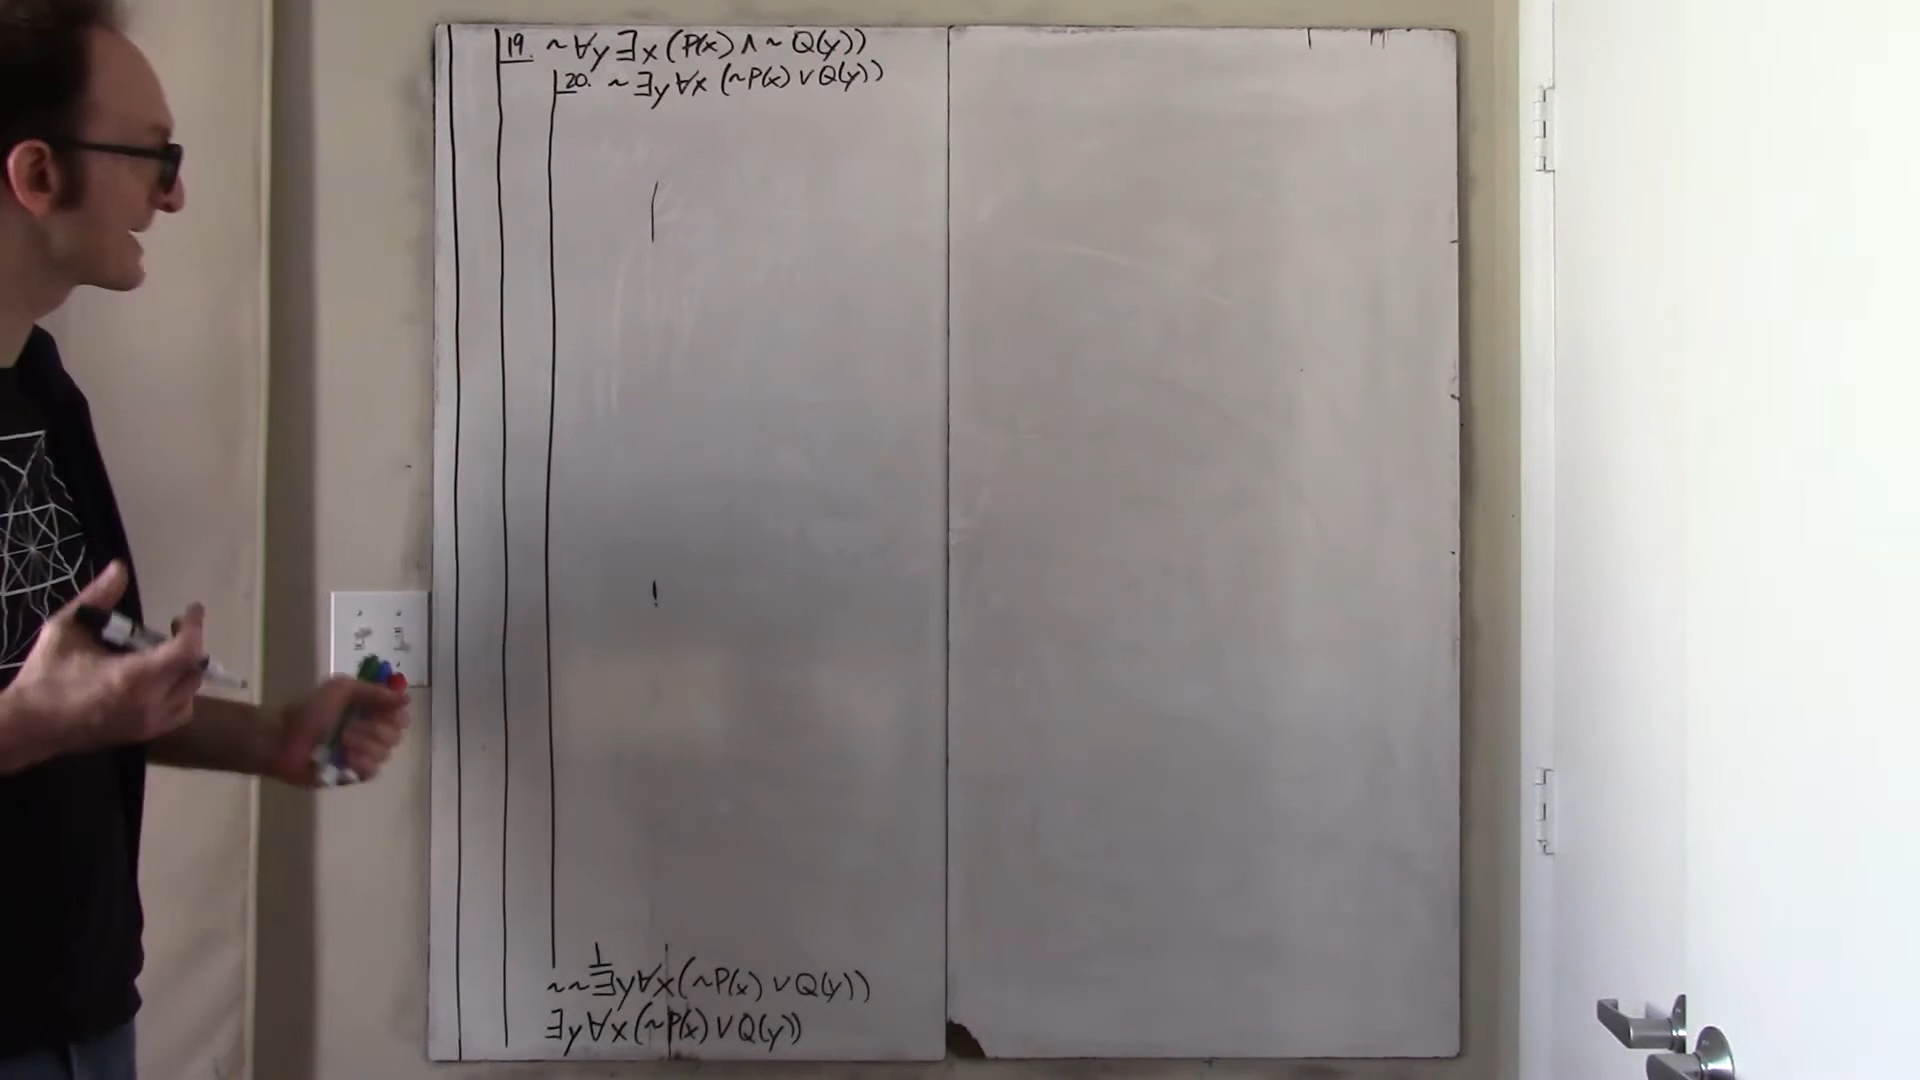 19. ~∀y∃x(P(x)∧~Q(y))
20. ~∃y∀x(~P(x)∨Q(y))
⊥
~~∃y∀x(~P(x)∨Q(y))
∃y∀x(~P(x)∨Q(y))